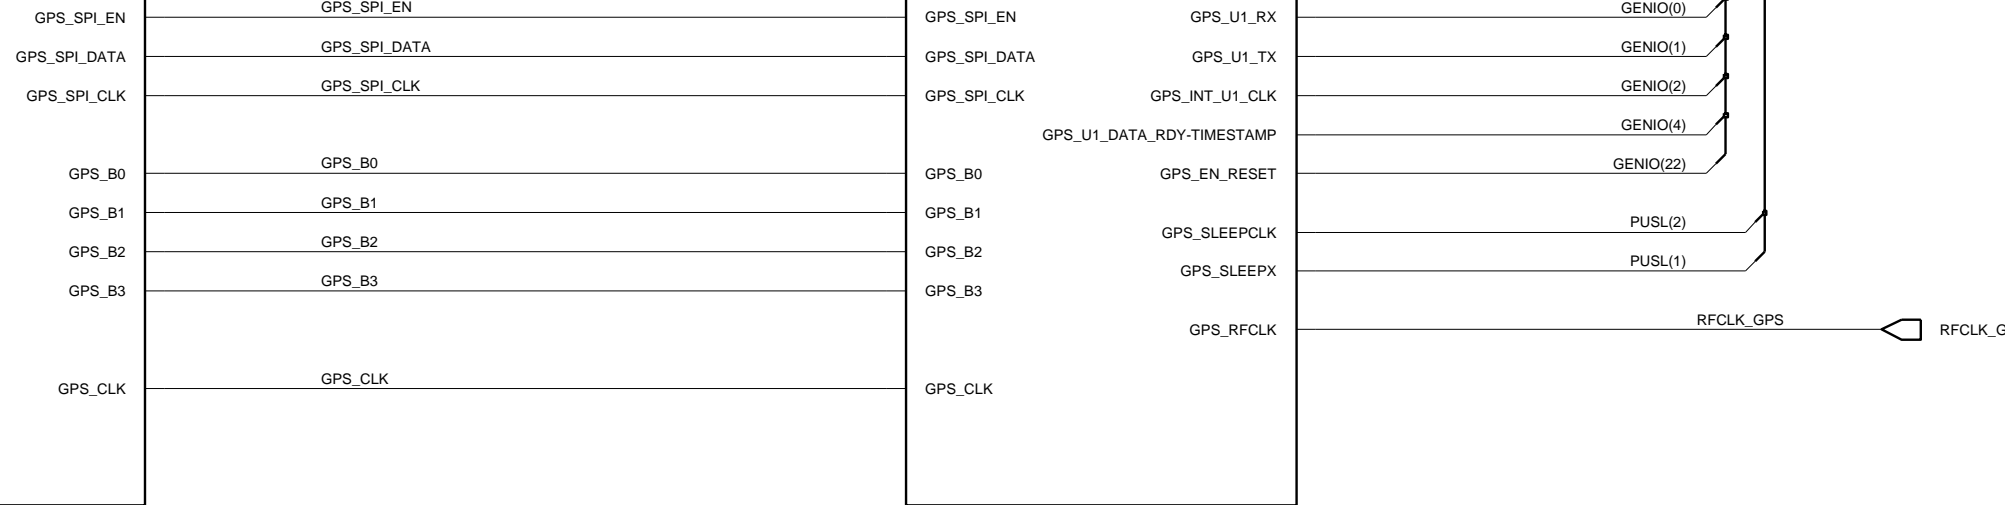 GPS_SPI_EN GPS_SPI_EN GPS_SPI_EN GPS_U1_RX GENIO(0)
GPS_SPI_DATA GPS_SPI_DATA GPS_SPI_DATA GPS_U1_TX GENIO(1)
GPS_SPI_CLK GPS_SPI_CLK GPS_SPI_CLK GPS_INT_U1_CLK GENIO(2)
GPS_U1_DATA_RDY-TIMESTAMP GENIO(4)
GPS_B0 GPS_B0 GPS_B0 GPS_EN_RESET GENIO(22)
GPS_B1 GPS_B1 GPS_B1
GPS_SLEEPCLK PUSL(2)
GPS_B2 GPS_B2 GPS_B2
GPS_SLEEPX PUSL(1)
GPS_B3 GPS_B3 GPS_B3
GPS_RFCLK RFCLK_GPS RFCLK_G
GPS_CLK GPS_CLK GPS_CLK